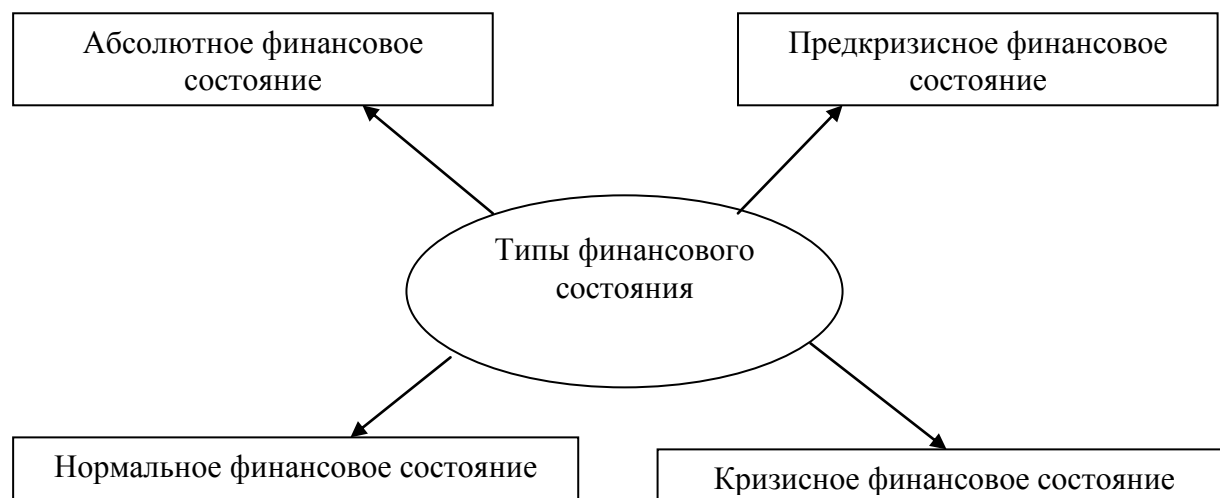 Абсолютное финансовое
состояние
Предкризисное финансовое
состояние
Типы финансового
состояния
Нормальное финансовое состояние
Кризисное финансовое состояние